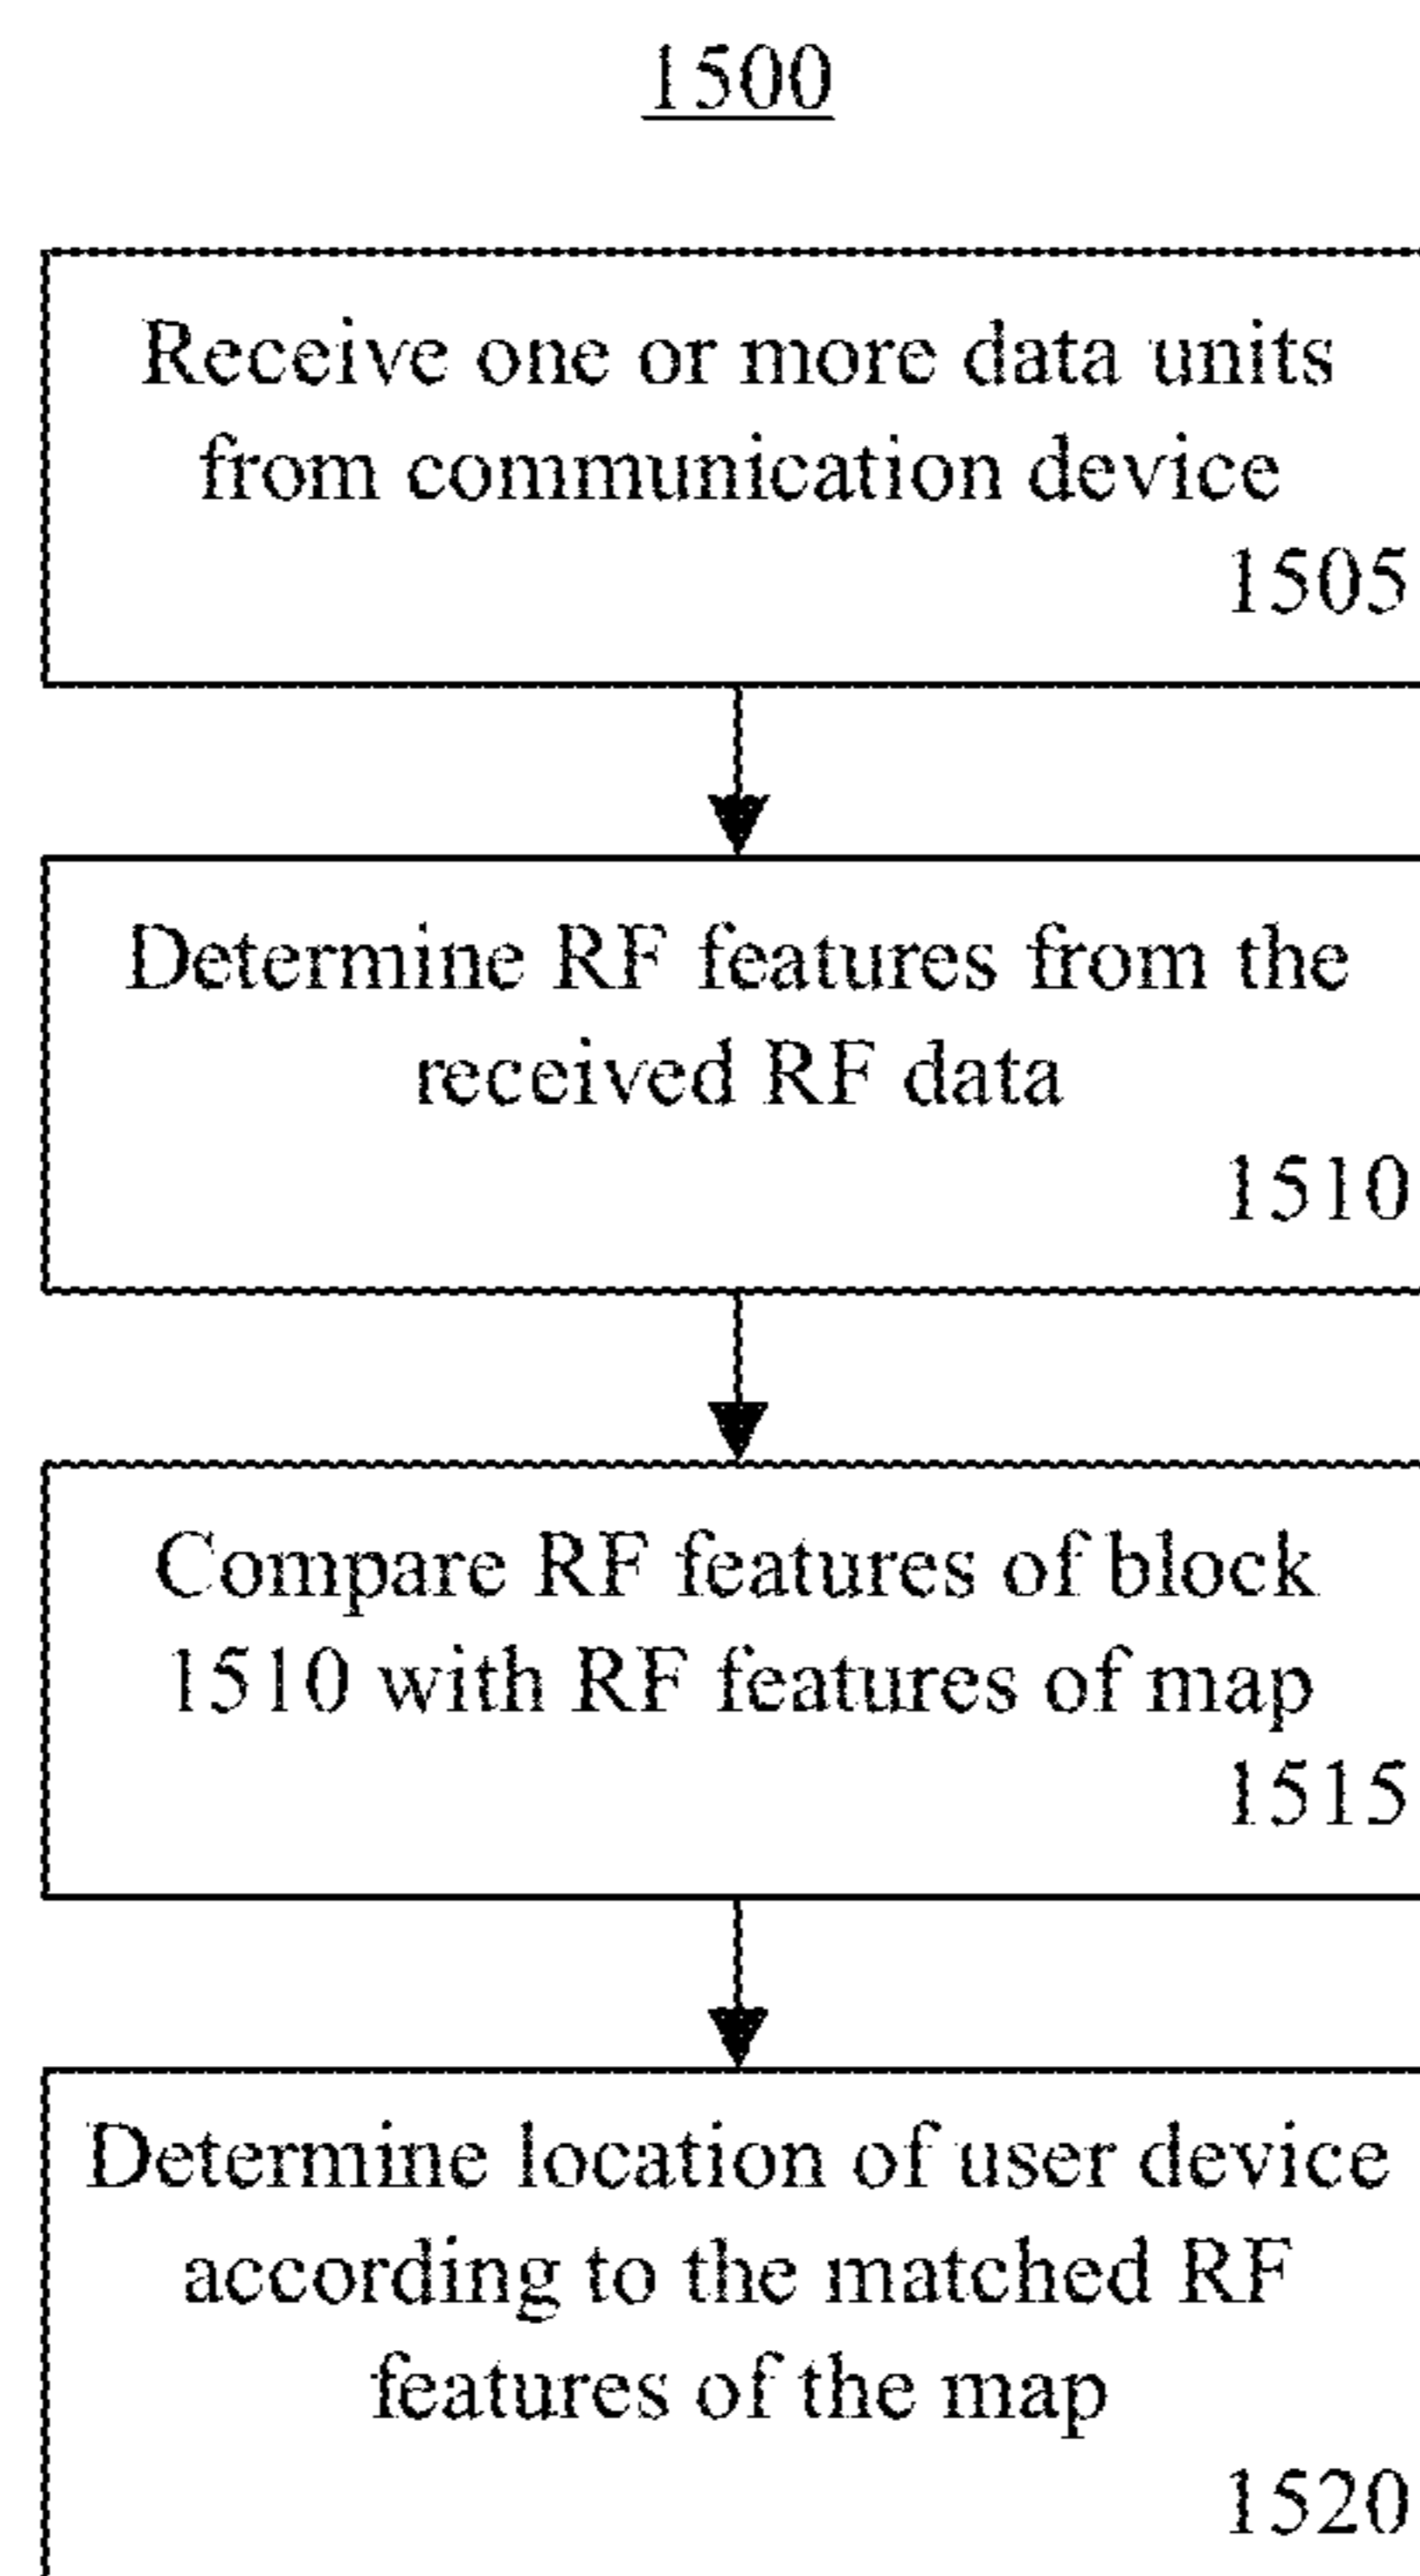 1500
Receive one or more data units
from communication device
1505
Determine RF features from the
received RF data
1510
Compare RF features of block
1510 with RF features of map
1515
Determine location of user device
according to the matched RF
features of the map
1520